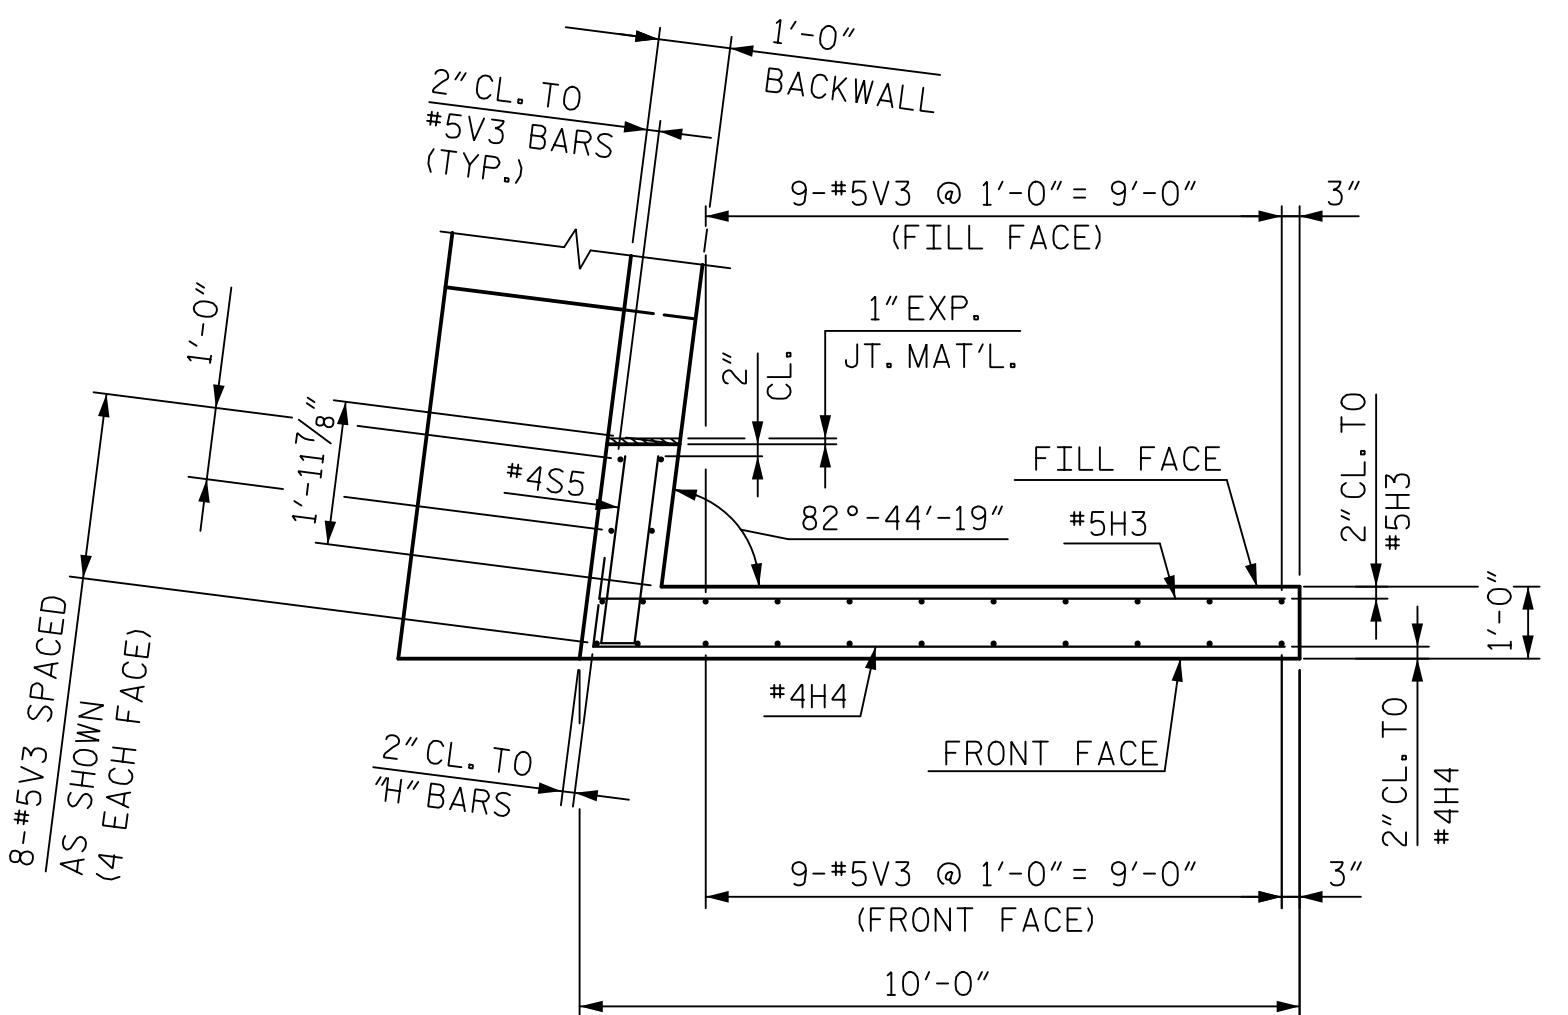 1'-0"
BACKWALL
2" CL. TO
#5V3 BARS
(TYP.)
9-#5V3 @ 1'-0" = 9'-0"
(FILL FACE)
3"
1'-0"
1'-11 7/8"
1" EXP.
JT. MAT'L.
2"
CL.
#4S5
82°-44'-19"
FILL FACE
#5H3
2" CL. TO
#5H3
1'-0"
8-#5V3 SPACED
AS SHOWN
(4 EACH FACE)
#4H4
FRONT FACE
2" CL. TO
"H" BARS
2" CL. TO
#4H4
9-#5V3 @ 1'-0" = 9'-0"
(FRONT FACE)
3"
10'-0"